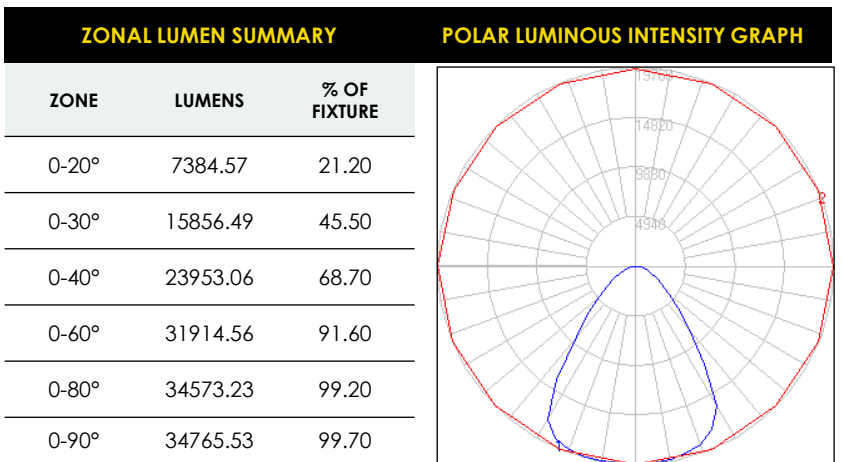 ZONAL LUMEN SUMMARY
POLAR LUMINOUS INTENSITY GRAPH
ZONE LUMENS % OF FIXTURE
0-20° 7384.57 21.20
0-30° 15856.49 45.50
0-40° 23953.06 68.70
0-60° 31914.56 91.60
0-80° 34573.23 99.20
0-90° 34765.53 99.70
19760
14820
9880
4940
2
1